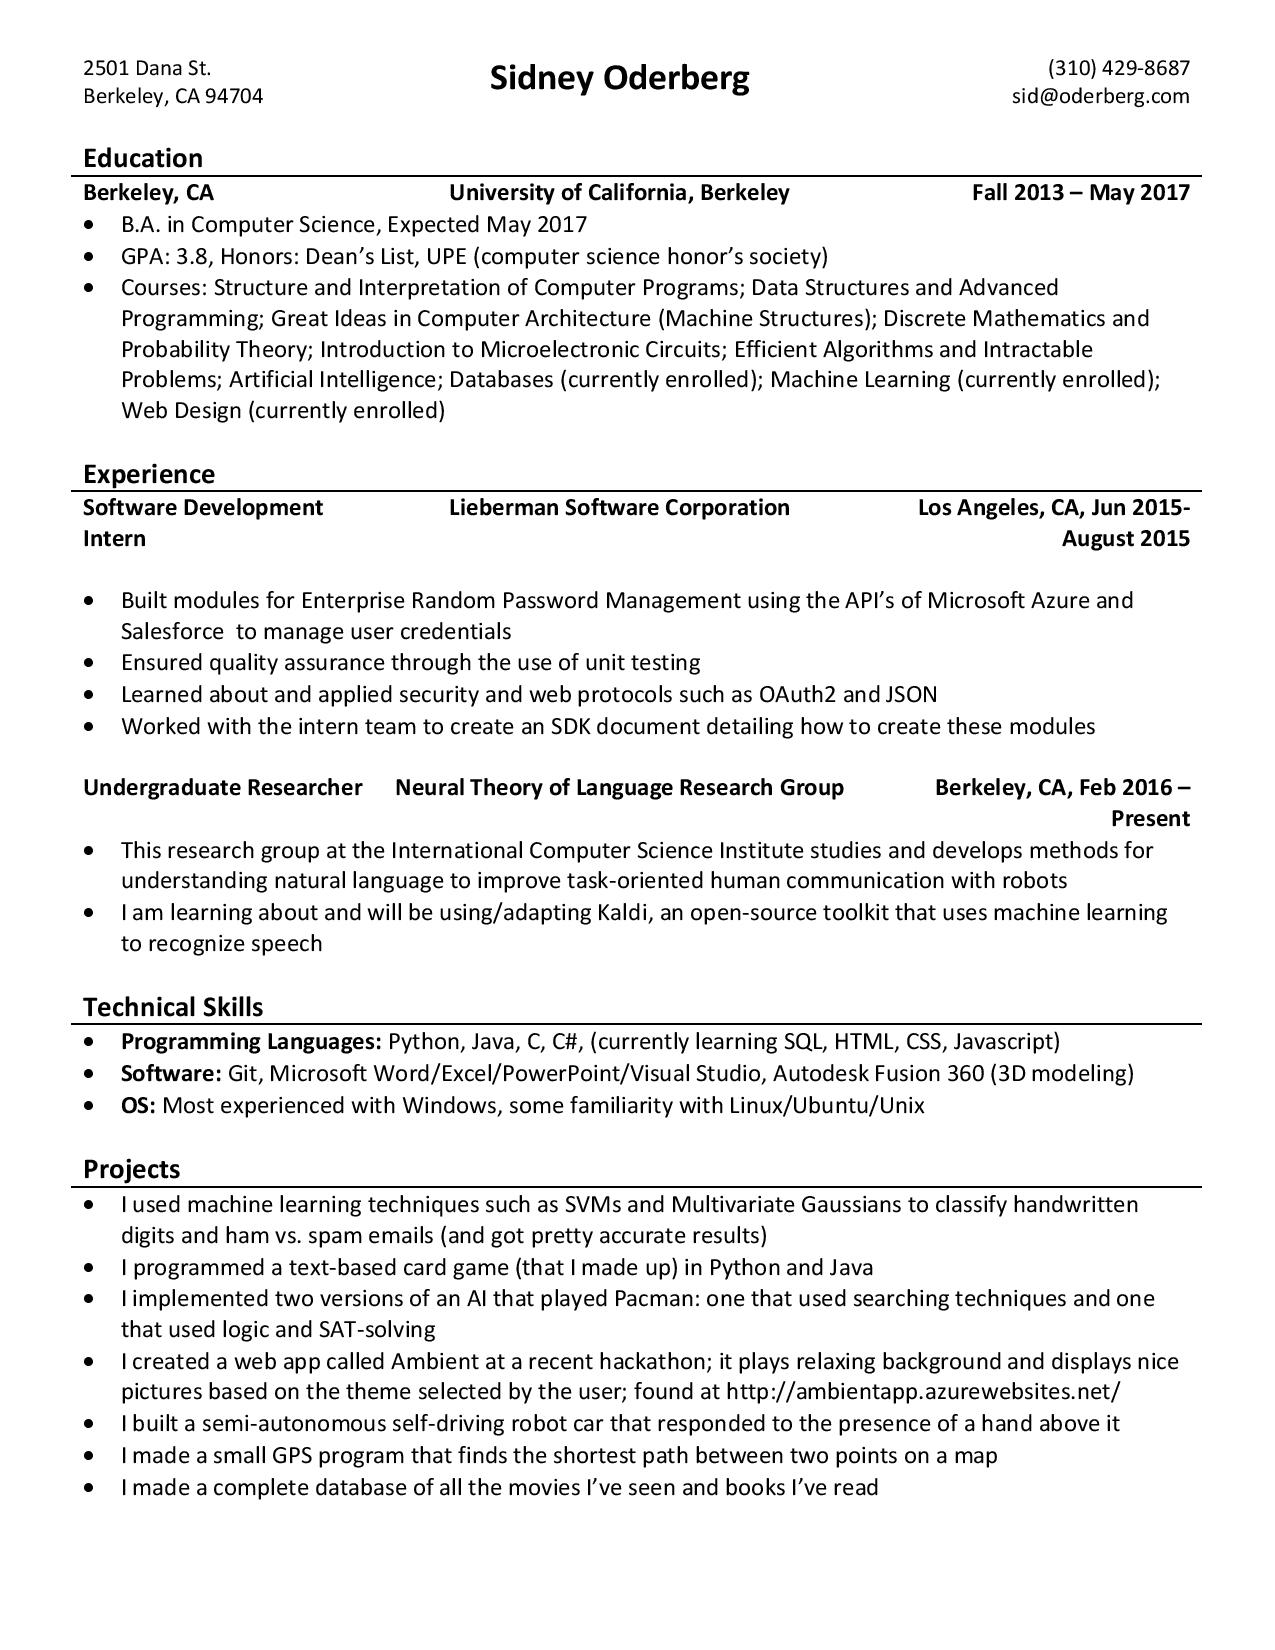 2501 Dana St.
Berkeley, CA 94704
Sidney Oderberg
(310) 429-8687
sid@oderberg.com
Education
Berkeley, CA University of California, Berkeley Fall 2013 – May 2017
• B.A. in Computer Science, Expected May 2017
• GPA: 3.8, Honors: Dean’s List, UPE (computer science honor’s society)
• Courses: Structure and Interpretation of Computer Programs; Data Structures and Advanced
Programming; Great Ideas in Computer Architecture (Machine Structures); Discrete Mathematics and
Probability Theory; Introduction to Microelectronic Circuits; Efficient Algorithms and Intractable
Problems; Artificial Intelligence; Databases (currently enrolled); Machine Learning (currently enrolled);
Web Design (currently enrolled)
Experience
Software Development Lieberman Software Corporation Los Angeles, CA, Jun 2015-
Intern August 2015
• Built modules for Enterprise Random Password Management using the API’s of Microsoft Azure and
Salesforce  to manage user credentials
• Ensured quality assurance through the use of unit testing
• Learned about and applied security and web protocols such as OAuth2 and JSON
• Worked with the intern team to create an SDK document detailing how to create these modules
Undergraduate Researcher Neural Theory of Language Research Group Berkeley, CA, Feb 2016 –
Present
• This research group at the International Computer Science Institute studies and develops methods for
understanding natural language to improve task-oriented human communication with robots
• I am learning about and will be using/adapting Kaldi, an open-source toolkit that uses machine learning
to recognize speech
Technical Skills
• Programming Languages: Python, Java, C, C#, (currently learning SQL, HTML, CSS, Javascript)
• Software: Git, Microsoft Word/Excel/PowerPoint/Visual Studio, Autodesk Fusion 360 (3D modeling)
• OS: Most experienced with Windows, some familiarity with Linux/Ubuntu/Unix
Projects
• I used machine learning techniques such as SVMs and Multivariate Gaussians to classify handwritten
digits and ham vs. spam emails (and got pretty accurate results)
• I programmed a text-based card game (that I made up) in Python and Java
• I implemented two versions of an AI that played Pacman: one that used searching techniques and one
that used logic and SAT-solving
• I created a web app called Ambient at a recent hackathon; it plays relaxing background and displays nice
pictures based on the theme selected by the user; found at http://ambientapp.azurewebsites.net/
• I built a semi-autonomous self-driving robot car that responded to the presence of a hand above it
• I made a small GPS program that finds the shortest path between two points on a map
• I made a complete database of all the movies I’ve seen and books I’ve read